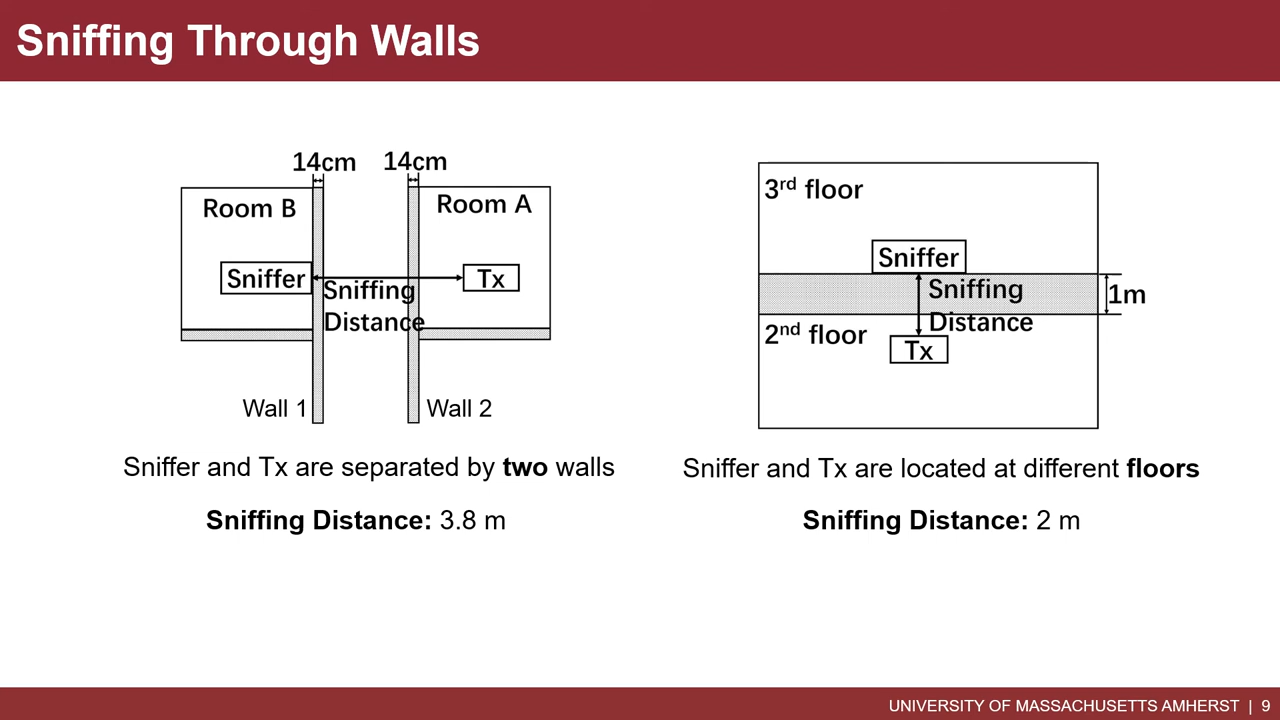 Sniffing Through Walls
14cm 14cm
Room B
Room A
Sniffer
Tx
Sniffing
Distance
Wall 1
Wall 2
Sniffer and Tx are separated by two walls
Sniffing Distance: 3.8 m
3rd floor
Sniffer
Sniffing
Distance
1m
2nd floor
Tx
Sniffer and Tx are located at different floors
Sniffing Distance: 2 m
UNIVERSITY OF MASSACHUSETTS AMHERST | 9